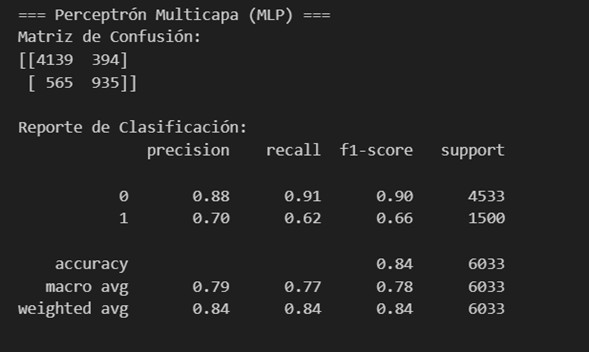 === Perceptrón Multicapa (MLP) ===
Matriz de Confusión:
[[4139  394]
 [ 565  935]]

Reporte de Clasificación:
              precision    recall  f1-score   support

           0       0.88      0.91      0.90      4533
           1       0.70      0.62      0.66      1500

    accuracy                           0.84      6033
   macro avg       0.79      0.77      0.78      6033
weighted avg       0.84      0.84      0.84      6033